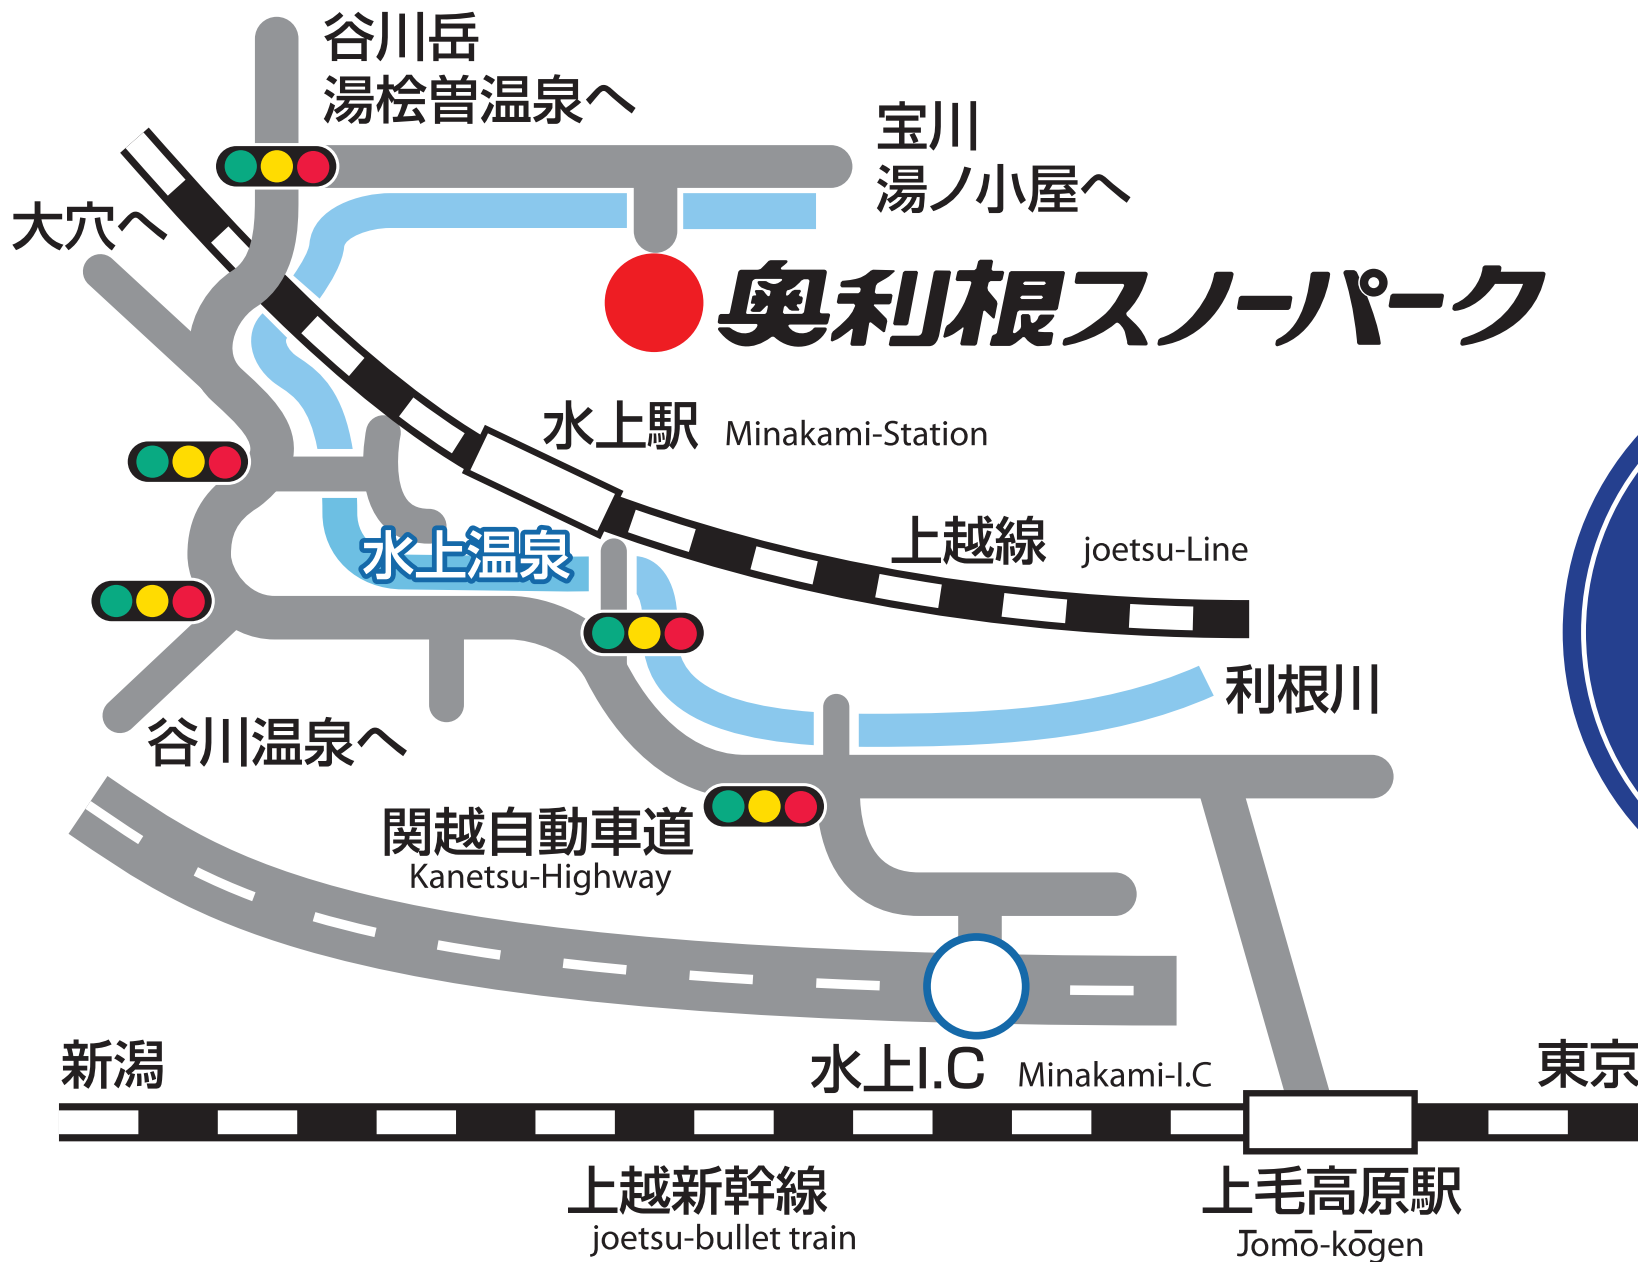 谷川岳
湯桧曽温泉へ
宝川
湯ノ小屋へ
大穴へ
奥利根スノーパーク
水上駅 Minakami-Station
上越線 joetsu-Line
水上温泉
利根川
谷川温泉へ
関越自動車道
Kanetsu-Highway
新潟
水上I.C Minakami-I.C
東京
上越新幹線
joetsu-bullet train
上毛高原駅
Jomō-kōgen